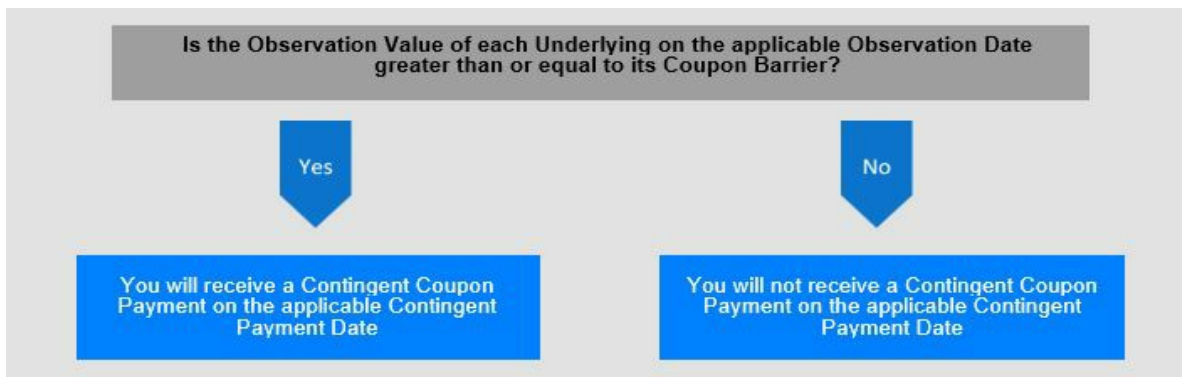 Is the Observation Value of each Underlying on the applicable Observation Date
greater than or equal to its Coupon Barrier?
Yes
No
You will receive a Contingent Coupon
Payment on the applicable Contingent
Payment Date
You will not receive a Contingent Coupon
Payment on the applicable Contingent
Payment Date